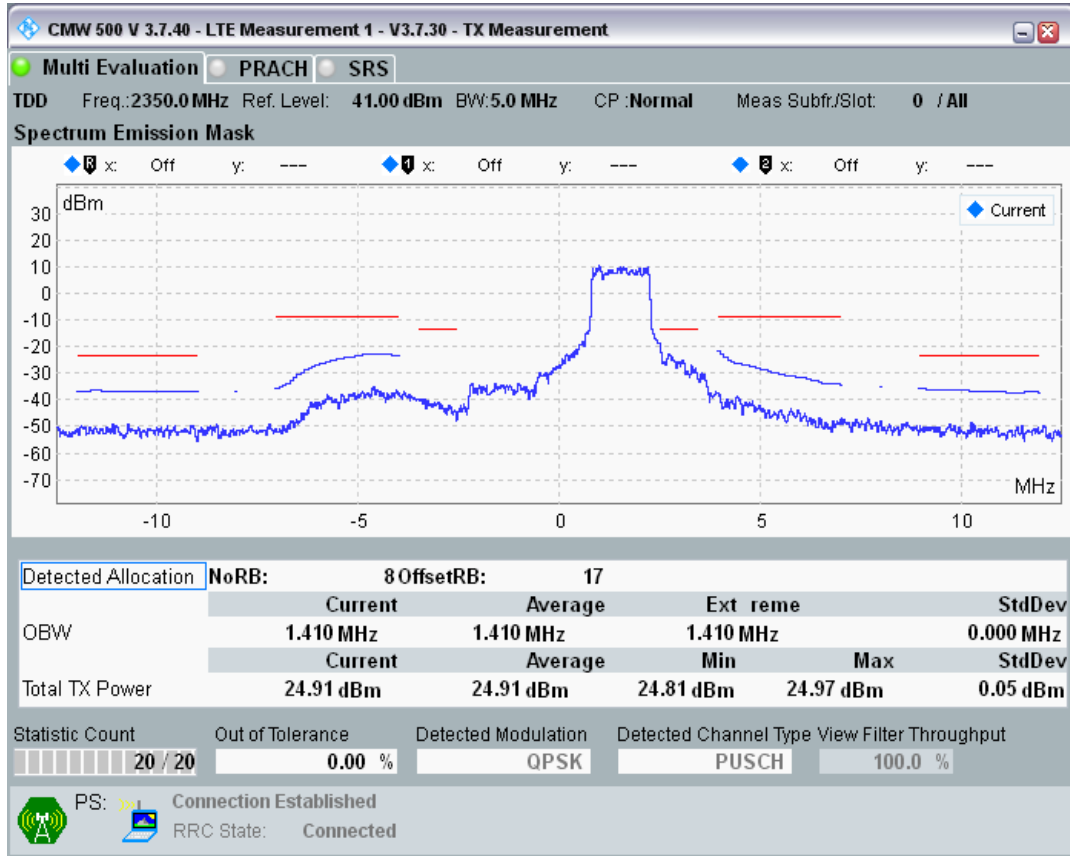 CMW 500 V 3.7.40 - LTE Measurement 1 - V3.7.30 - TX Measurement
Multi Evaluation PRACH SRS
TDD Freq.:2350.0 MHz Ref. Level: 41.00 dBm BW:5.0 MHz CP :Normal Meas Subfr./Slot: 0 / All
Spectrum Emission Mask
R x: Off y: --- 1 x: Off y: --- 2 x: Off y: ---
dBm
Current
30
20
10
0
-10
-20
-30
-40
-50
-60
-70
MHz
-10 -5 0 5 10
Detected Allocation NoRB: 8 OffsetRB: 17
Current Average Ext reme StdDev
OBW 1.410 MHz 1.410 MHz 1.410 MHz 0.000 MHz
Current Average Min Max StdDev
Total TX Power 24.91 dBm 24.91 dBm 24.81 dBm 24.97 dBm 0.05 dBm
Statistic Count Out of Tolerance Detected Modulation Detected Channel Type View Filter Throughput
20 / 20 0.00 % QPSK PUSCH 100.0 %
PS: Connection Established
RRC State: Connected